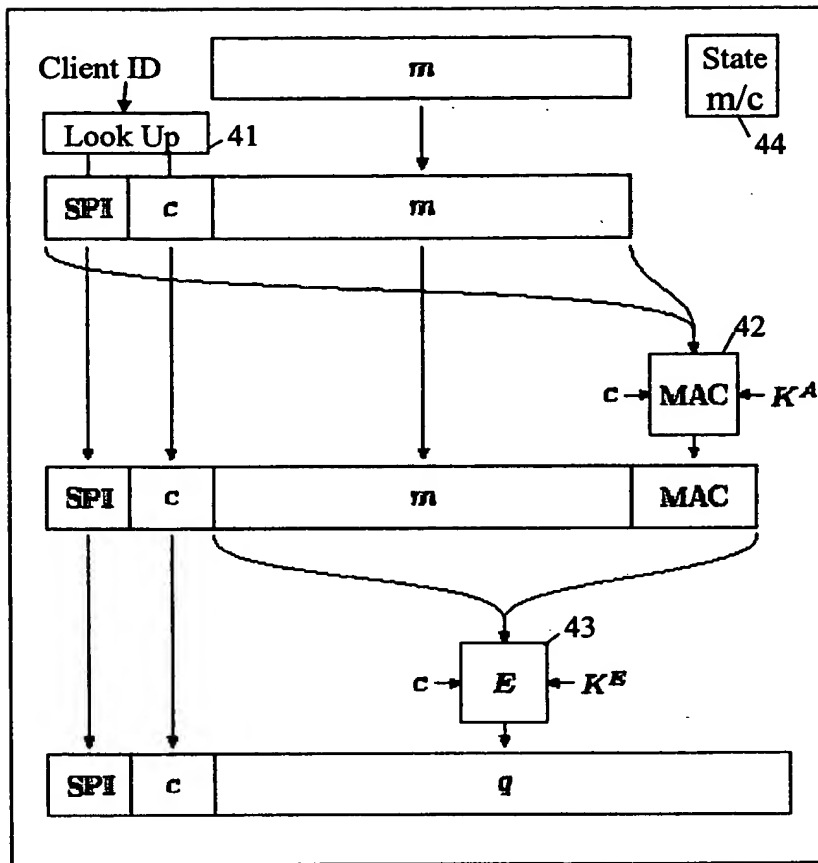 m
State
m/c
44
Client ID
Look Up
41
SPI c m
42
c MAC K^A
SPI c m MAC
43
c E K^E
SPI c q